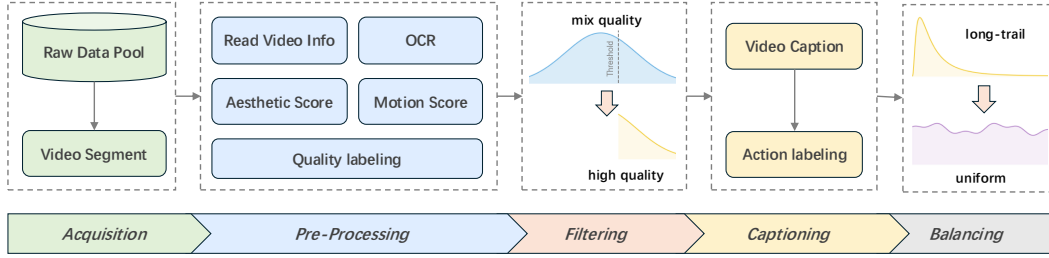 Raw Data Pool
Video Segment
Read Video Info
OCR
Aesthetic Score
Motion Score
Quality labeling
mix quality
Threshold
high quality
Video Caption
Action labeling
long-trail
uniform
Acquisition
Pre-Processing
Filtering
Captioning
Balancing